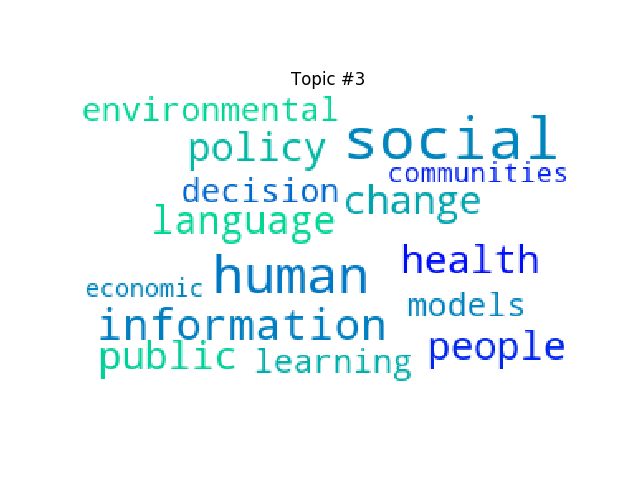 Topic #3
environmental
social
policy
communities
decision
change
language
health
human
economic
models
information
people
public
learning